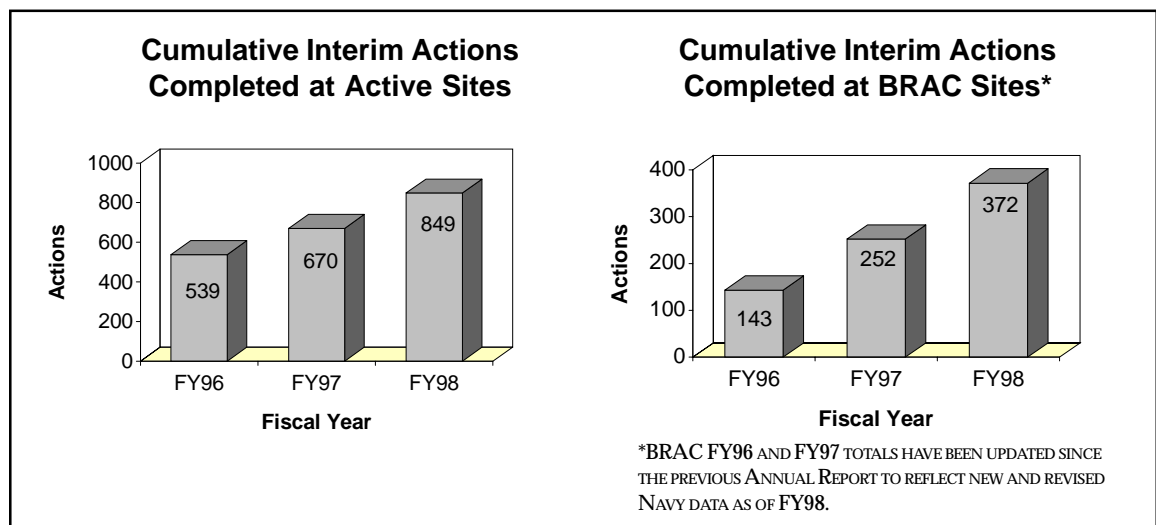 Cumulative Interim Actions
Completed at Active Sites
1000
800
600
400
200
0
Actions
539
670
849
FY96
FY97
FY98
Fiscal Year
Cumulative Interim Actions
Completed at BRAC Sites*
400
300
200
100
0
Actions
143
252
372
FY96
FY97
FY98
Fiscal Year
*BRAC FY96 AND FY97 TOTALS HAVE BEEN UPDATED SINCE
THE PREVIOUS ANNUAL REPORT TO REFLECT NEW AND REVISED
NAVY DATA AS OF FY98.